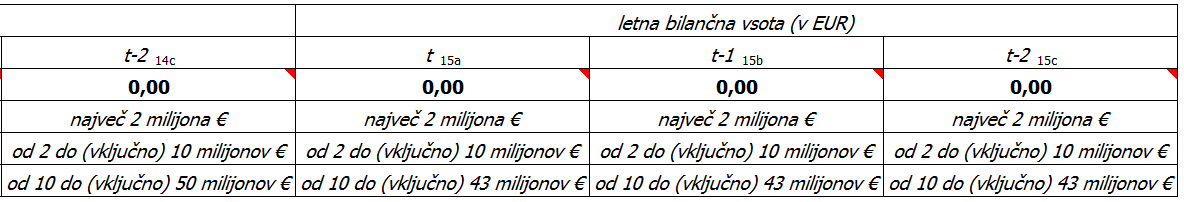 letna bilančna vsota (v EUR)
t-2 14c t 15a t-1 15b t-2 15c
0,00 0,00 0,00 0,00
največ 2 milijona € največ 2 milijona € največ 2 milijona € največ 2 milijona €
od 2 do (vključno) 10 milijonov € od 2 do (vključno) 10 milijonov € od 2 do (vključno) 10 milijonov € od 2 do (vključno) 10 milijonov €
od 10 do (vključno) 50 milijonov € od 10 do (vključno) 43 milijonov € od 10 do (vključno) 43 milijonov € od 10 do (vključno) 43 milijonov €